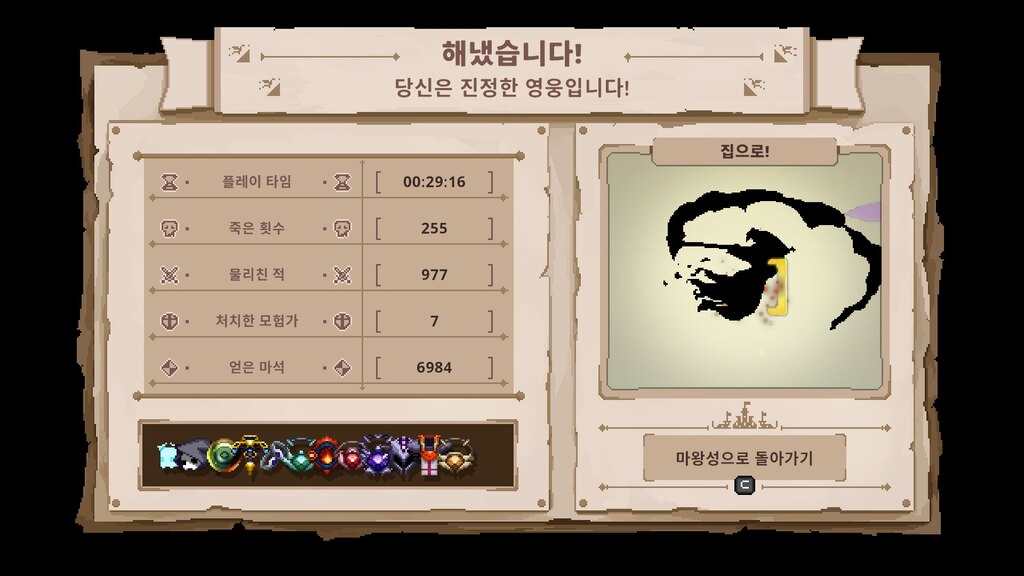 해냈습니다!
당신은 진정한 영웅입니다!
플레이 타임 [ 00:29:16 ]
죽은 횟수 [ 255 ]
물리친 적 [ 977 ]
처치한 모험가 [ 7 ]
얻은 마석 [ 6984 ]
집으로!
마왕성으로 돌아가기
C